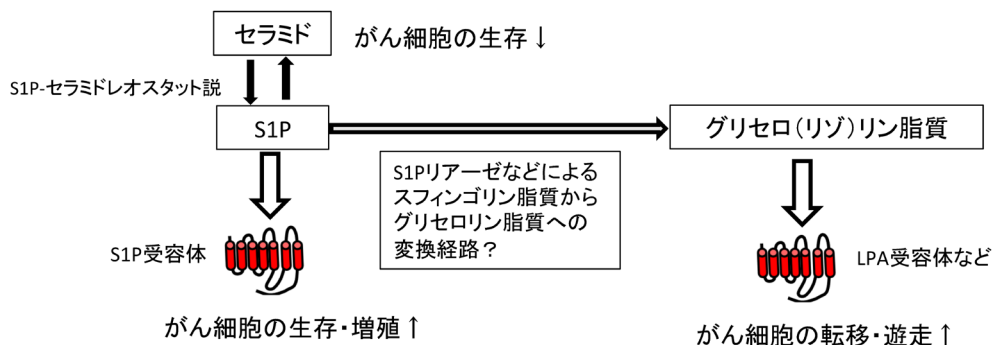 セラミド
がん細胞の生存↓
S1P-セラミドレオスタット説
S1P
グリセロ(リゾ)リン脂質
S1Pリアーゼなどによる
スフィンゴリン脂質から
グリセロリン脂質への
変換経路?
S1P受容体
LPA受容体など
がん細胞の生存・増殖↑
がん細胞の転移・遊走↑